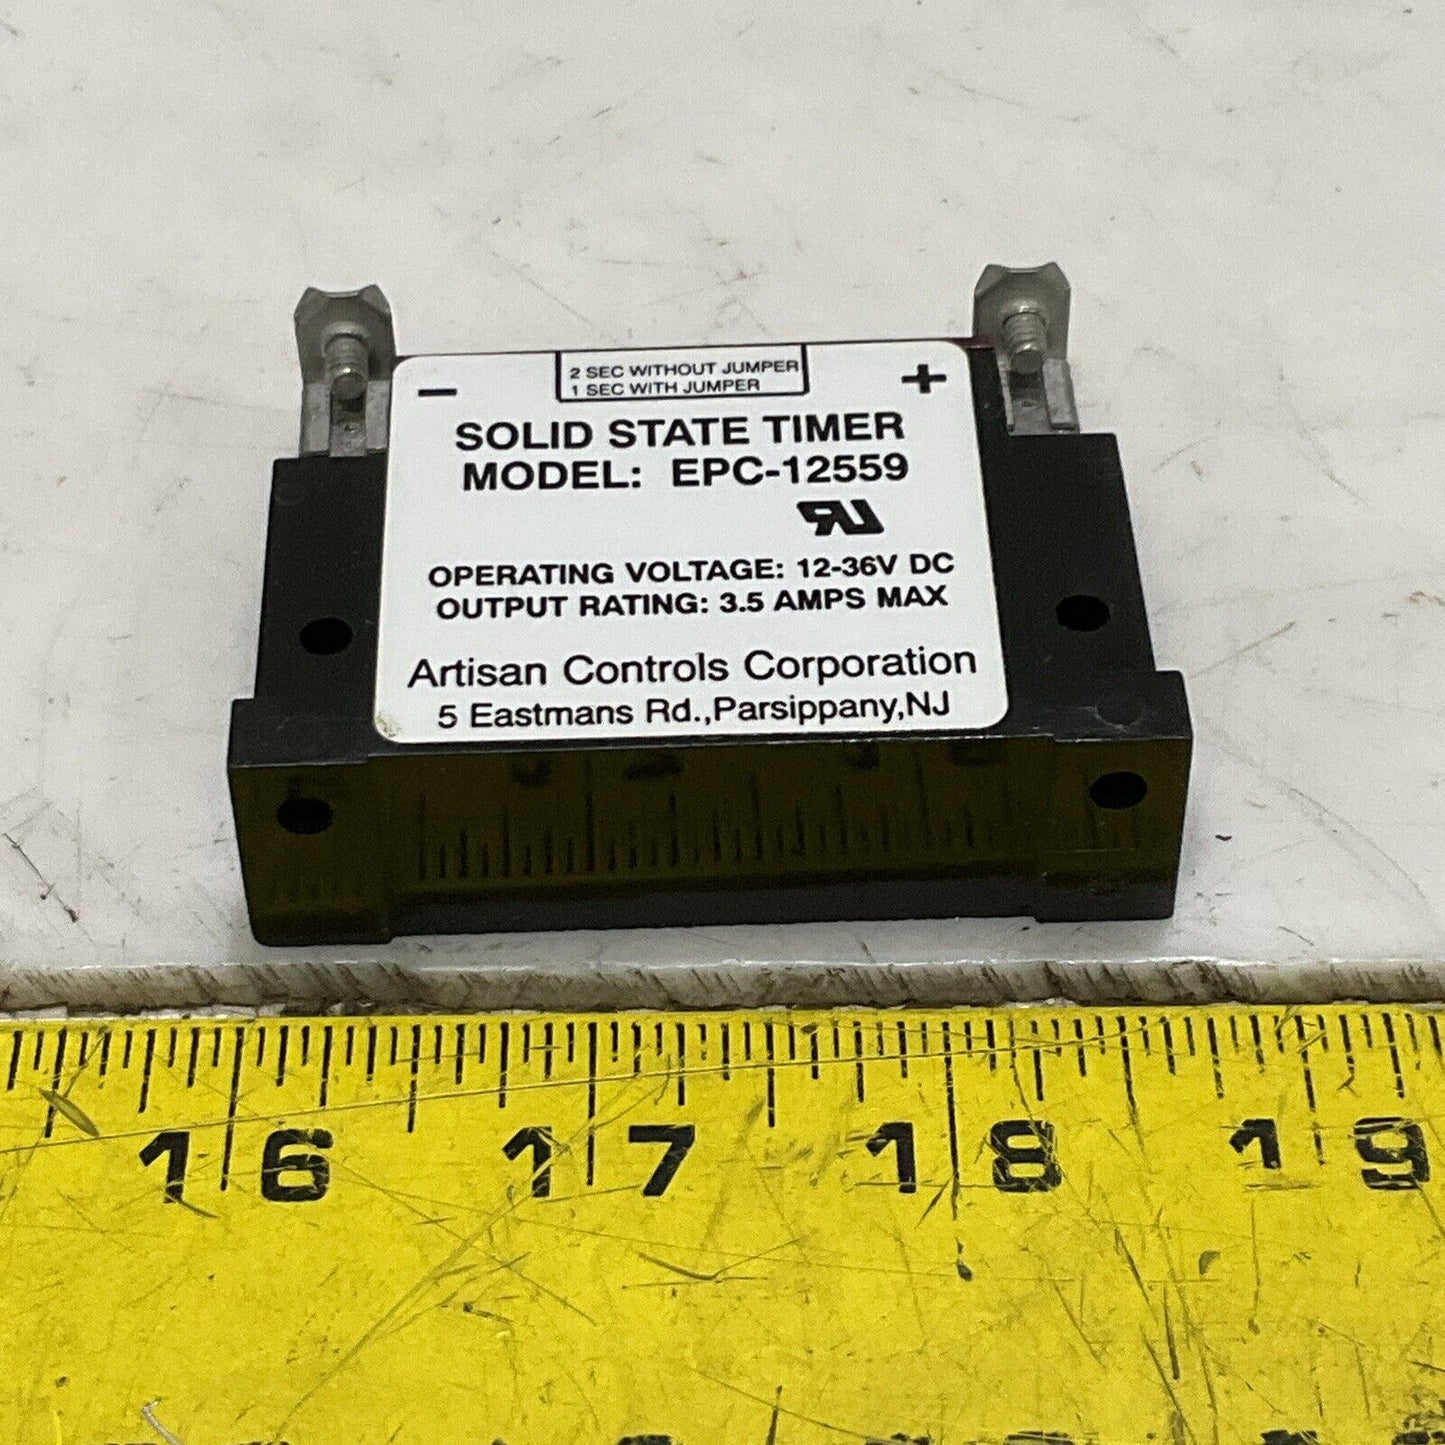 2 SEC WITHOUT JUMPER
1 SEC WITH JUMPER
- +
SOLID STATE TIMER
MODEL: EPC-12559
RU
OPERATING VOLTAGE: 12-36V DC
OUTPUT RATING: 3.5 AMPS MAX
Artisan Controls Corporation
5 Eastmans Rd.,Parsippany,NJ
16 17 18 19